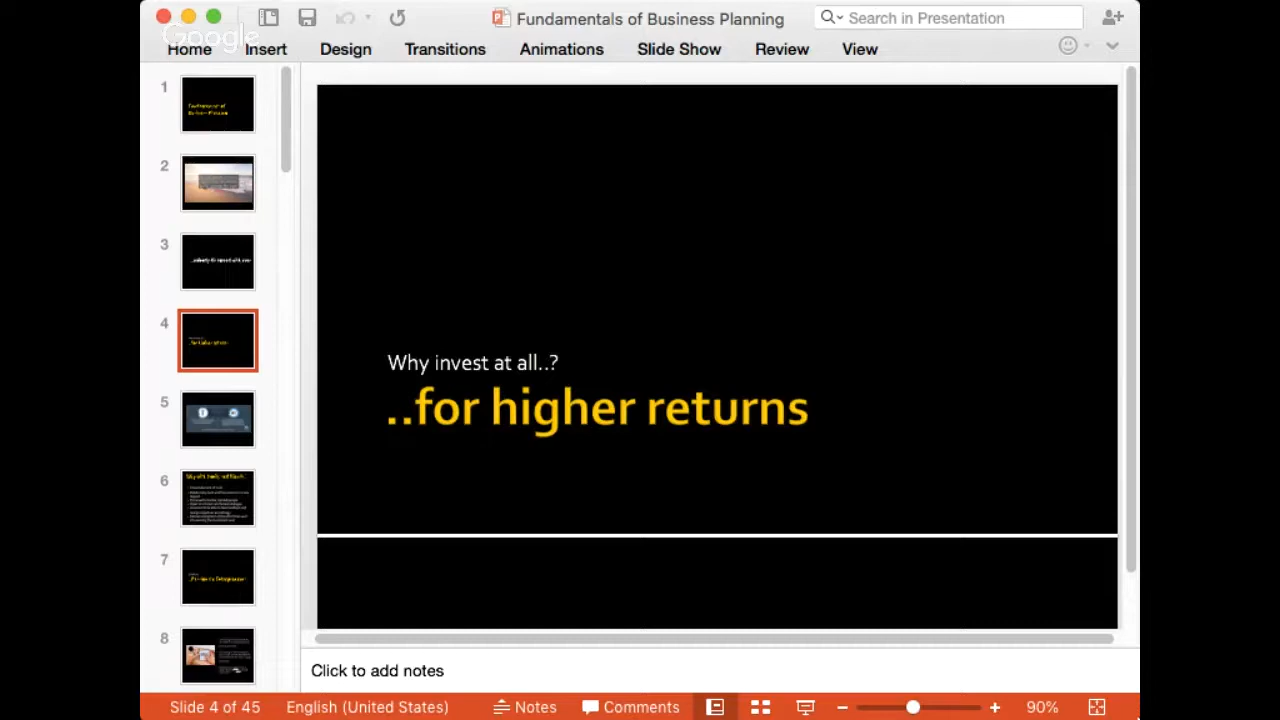 Fundamentals of Business Planning
Search in Presentation
Google
Home Insert Design Transitions Animations Slide Show Review View
1
2
3
4
5
6
7
8
Why invest at all..?
..for higher returns
Click to add notes
Slide 4 of 45 English (United States) Notes Comments 90%